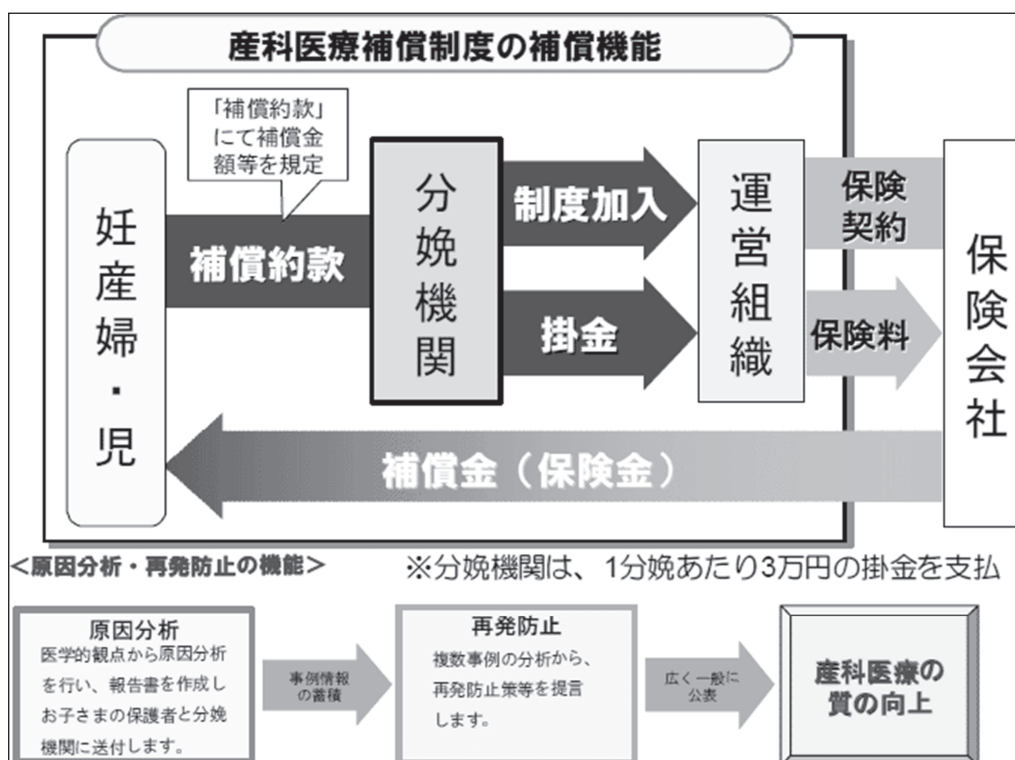 産科医療補償制度の補償機能
「補償約款」
にて補償金
額等を規定
妊産婦・児
補償約款
分娩機関
制度加入
掛金
運営組織
保険
契約
保険料
保険会社
補償金（保険金）
＜原因分析・再発防止の機能＞
※分娩機関は、1分娩あたり3万円の掛金を支払
原因分析
医学的観点から原因分析
を行い、報告書を作成し
お子さまの保護者と分娩
機関に送付します。
事例情報
の蓄積
再発防止
複数事例の分析から、
再発防止策等を提言
します。
広く一般に
公表
産科医療の
質の向上